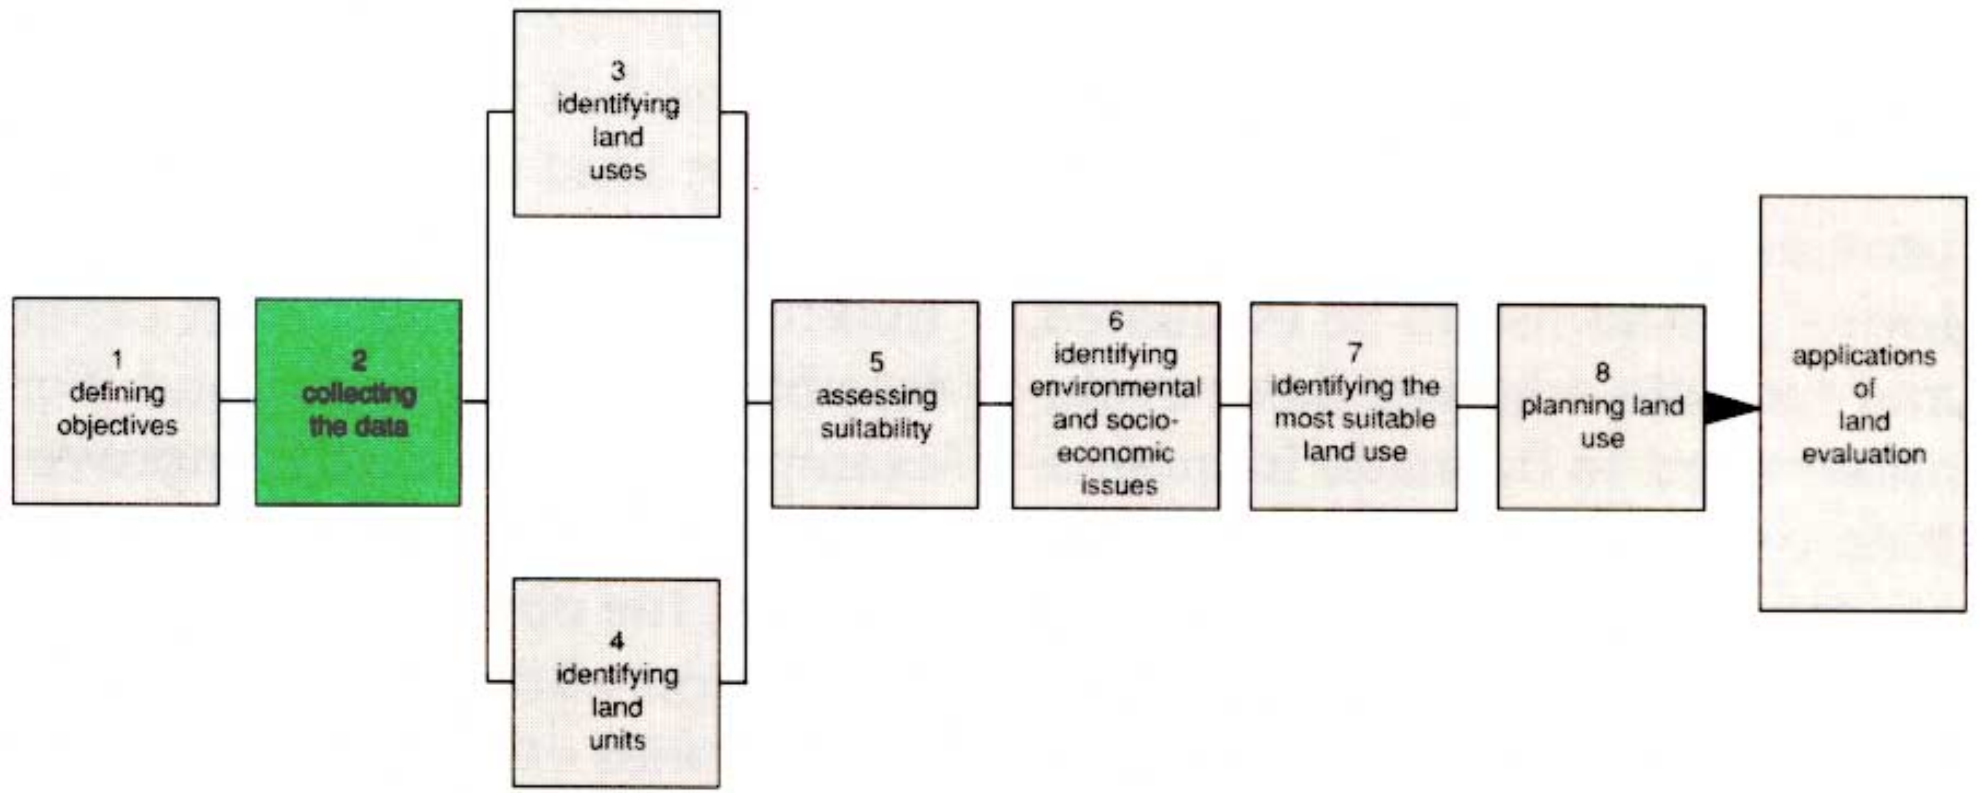 1
defining
objectives
2
collecting
the data
3
identifying
land
uses
4
identifying
land
units
5
assessing
suitability
6
identifying
environmental
and socio-
economic
issues
7
identifying the
most suitable
land use
8
planning land
use
applications
of
land
evaluation